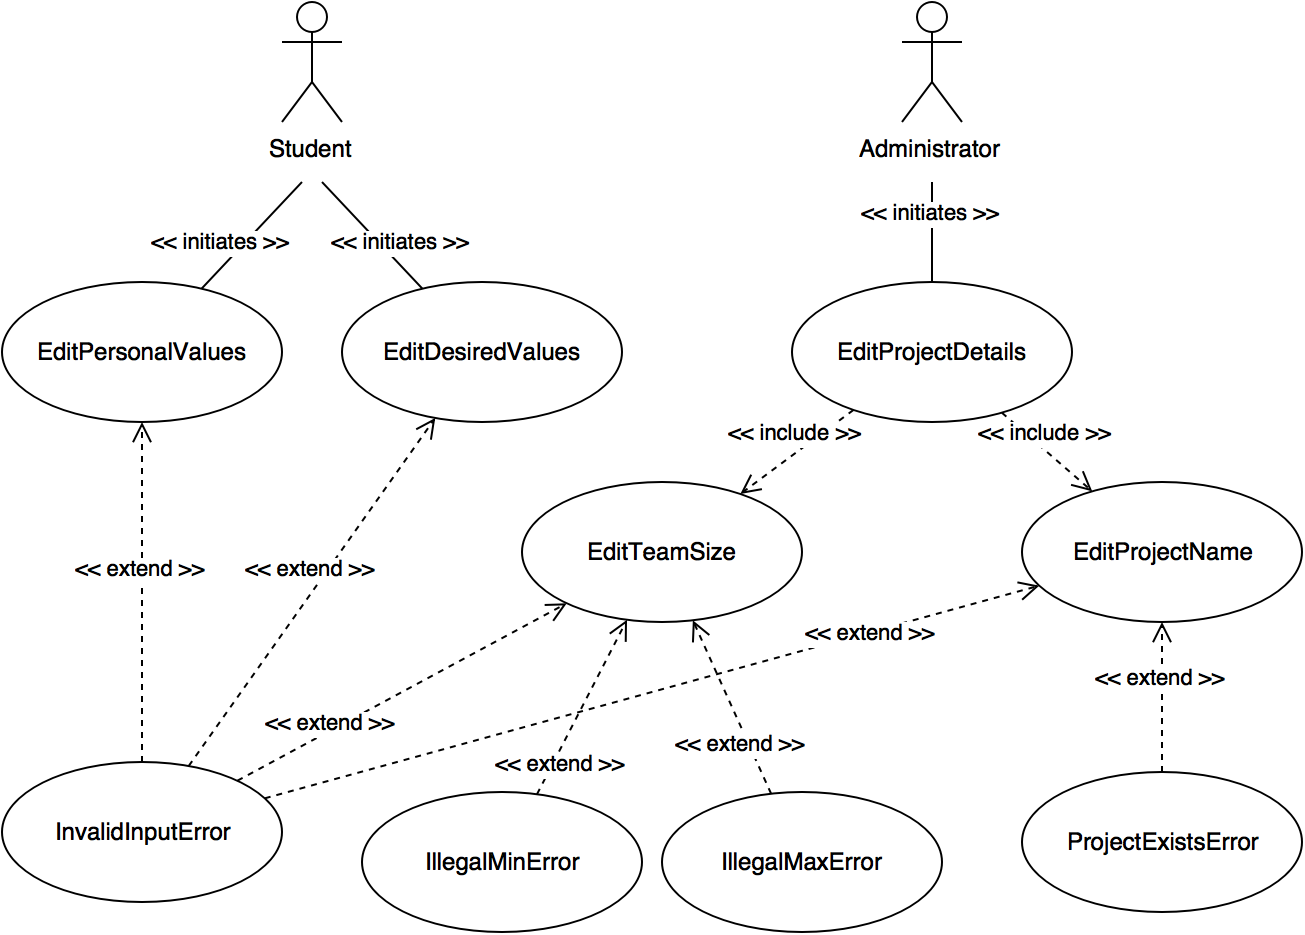 Student
Administrator
<< initiates >>
<< initiates >>
<< initiates >>
EditPersonalValues
EditDesiredValues
EditProjectDetails
<< include >>
<< include >>
EditTeamSize
EditProjectName
<< extend >>
<< extend >>
<< extend >>
<< extend >>
<< extend >>
<< extend >>
<< extend >>
InvalidInputError
ProjectExistsError
IllegalMinError
IllegalMaxError